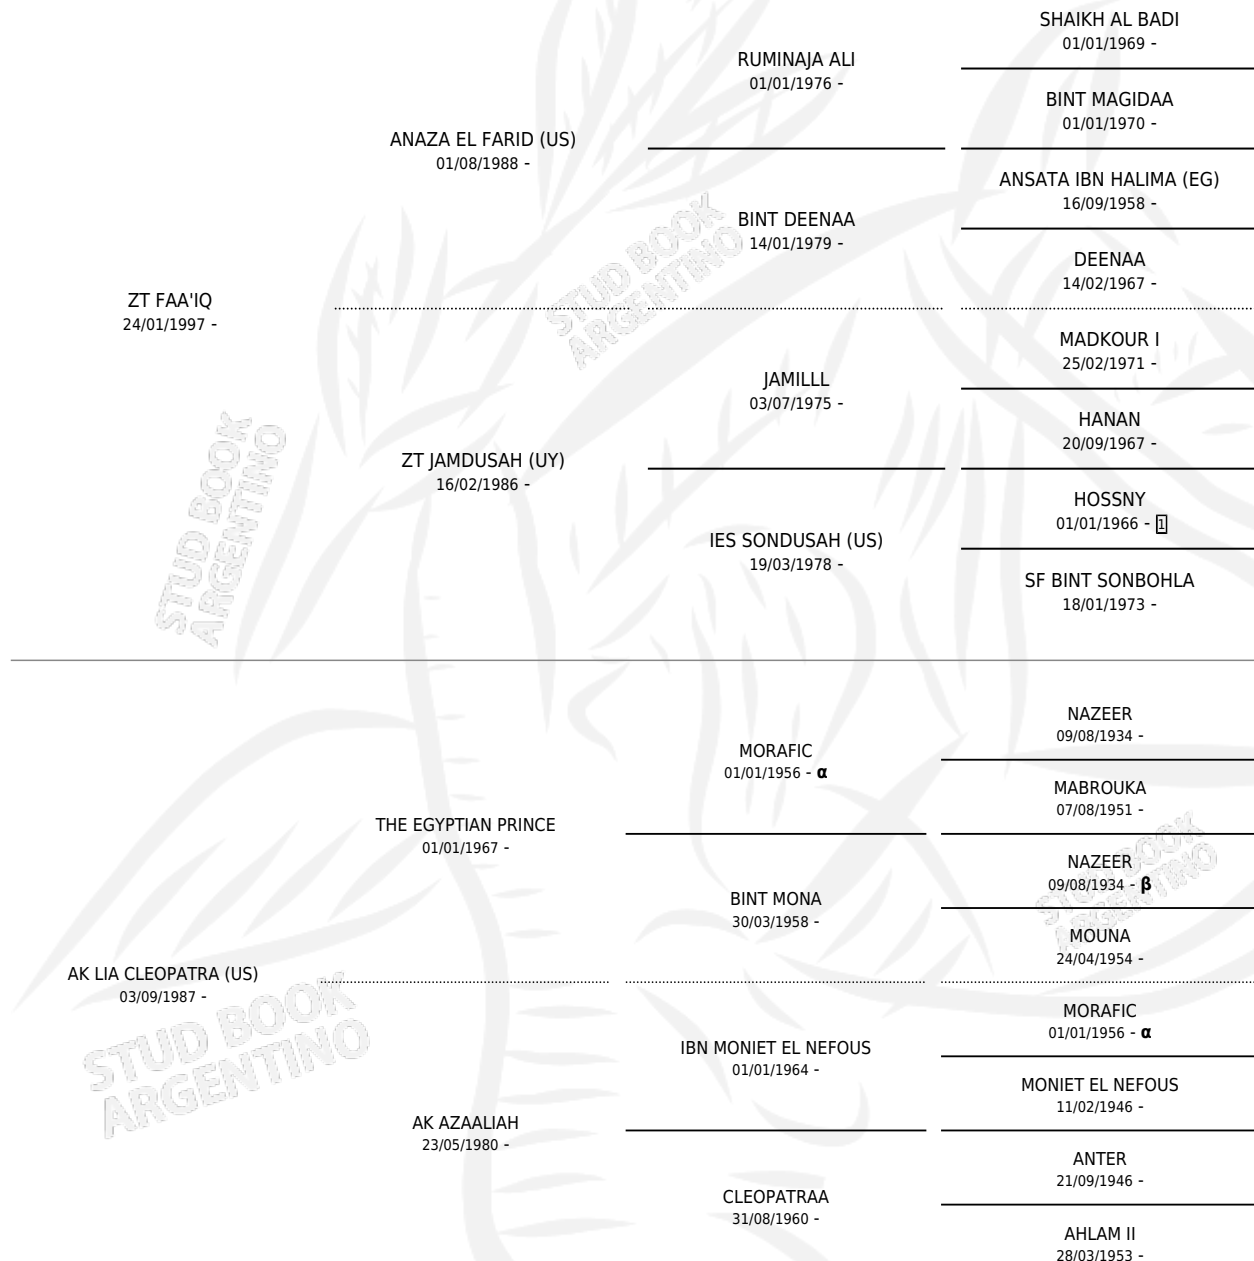 SHAIKH AL BADI
01/01/1969 -
RUMINAJA ALI
01/01/1976 -
BINT MAGIDAA
01/01/1970 -
ANAZA EL FARID (US)
01/08/1988 -
ANSATA IBN HALIMA (EG)
16/09/1958 -
BINT DEENAA
14/01/1979 -
DEENAA
14/02/1967 -
ZT FAA'IQ
24/01/1997 -
MADKOUR I
25/02/1971 -
JAMILLL
03/07/1975 -
HANAN
20/09/1967 -
ZT JAMDUSAH (UY)
16/02/1986 -
HOSSNY
01/01/1966 - 1
IES SONDUSAH (US)
19/03/1978 -
SF BINT SONBOHLA
18/01/1973 -
NAZEER
09/08/1934 -
MORAFIC
01/01/1956 - α
MABROUKA
07/08/1951 -
THE EGYPTIAN PRINCE
01/01/1967 -
NAZEER
09/08/1934 - β
BINT MONA
30/03/1958 -
MOUNA
24/04/1954 -
AK LIA CLEOPATRA (US)
03/09/1987 -
MORAFIC
01/01/1956 - α
IBN MONIET EL NEFOUS
01/01/1964 -
MONIET EL NEFOUS
11/02/1946 -
AK AZAALIAH
23/05/1980 -
ANTER
21/09/1946 -
CLEOPATRAA
31/08/1960 -
AHLAM II
28/03/1953 -
STUD BOOK
ARGENTINO
STUD BOOK
ARGENTINO
STUD BOOK
ARGENTINO
STUD BOOK
ARGENTINO